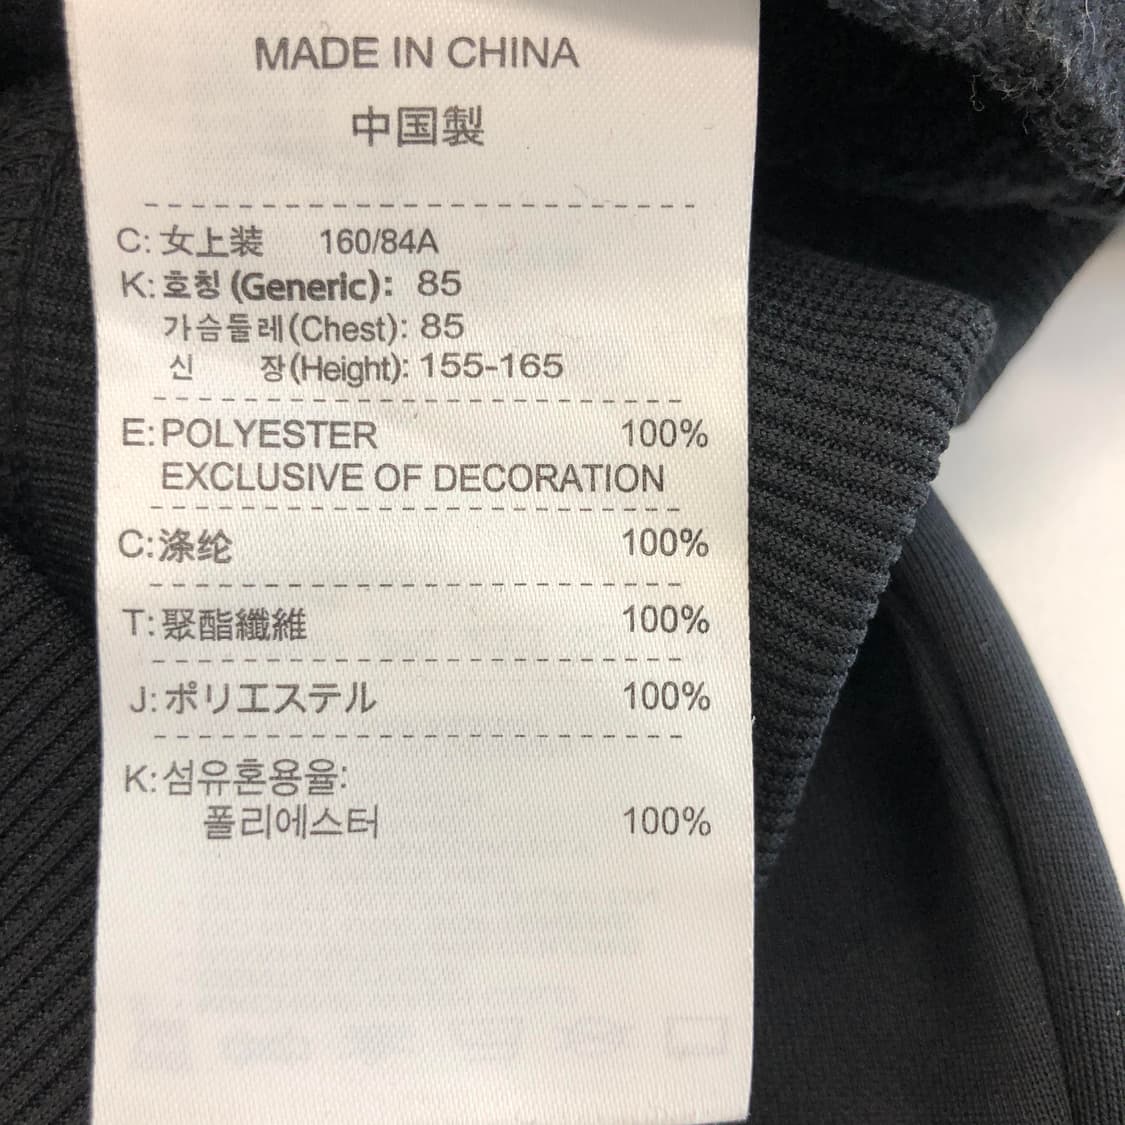 MADE IN CHINA
中国製
C: 女上装 160/84A
K: 호칭 (Generic): 85
가슴둘레(Chest): 85
신 장(Height): 155-165
E: POLYESTER 100%
EXCLUSIVE OF DECORATION
C: 涤纶 100%
T: 聚酯纖維 100%
J: ポリエステル 100%
K: 섬유혼용율:
폴리에스터 100%